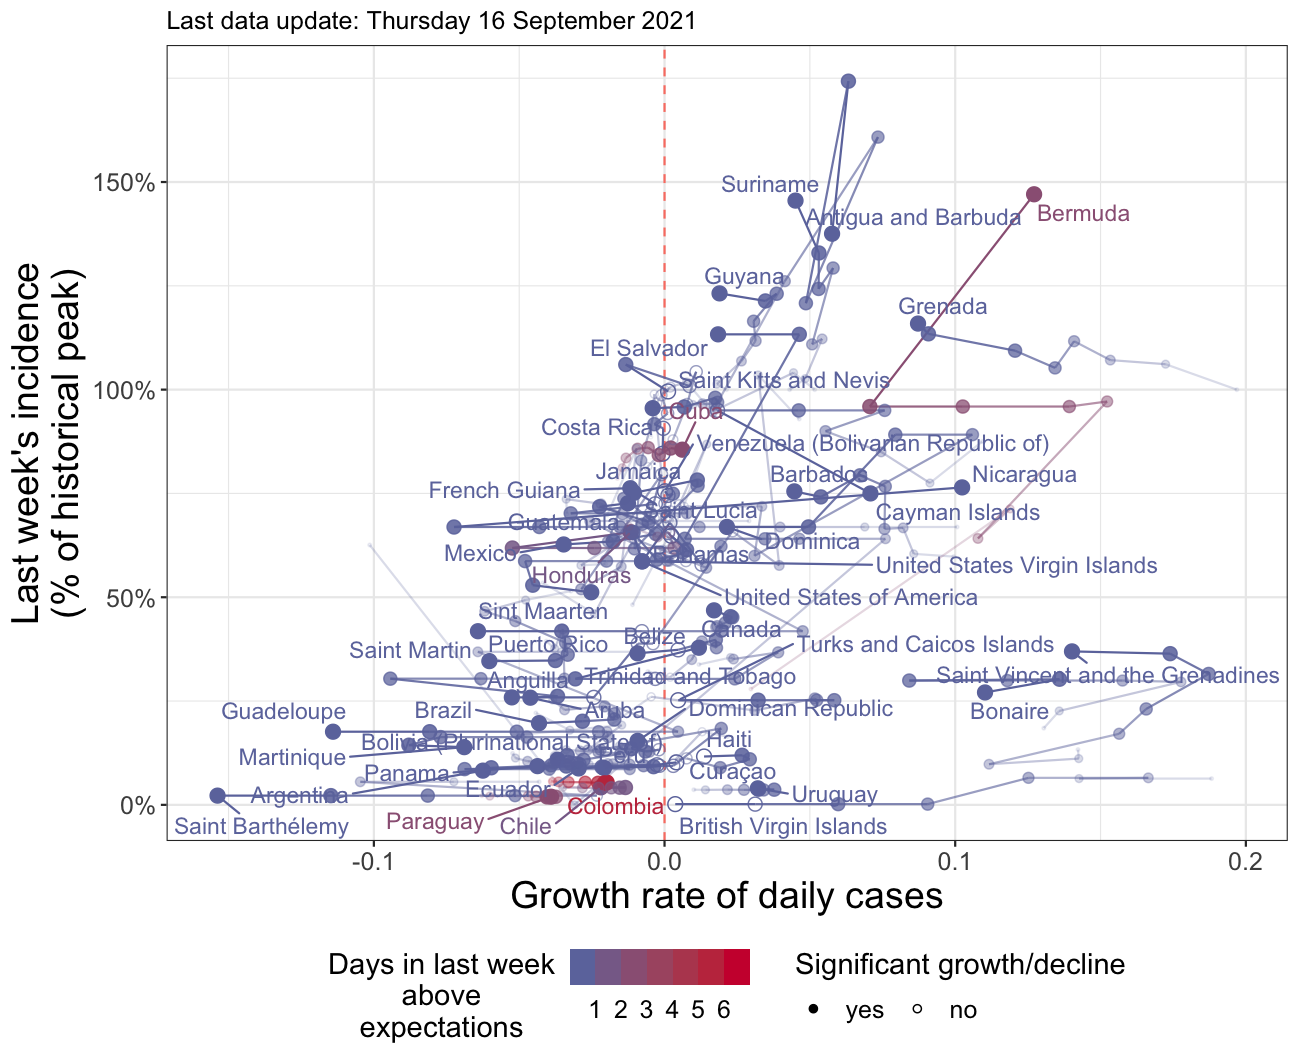 Last data update: Thursday 16 September 2021
Last week's incidence
(% of historical peak)
150%
100%
50%
0%
Suriname
Antigua and Barbuda
Bermuda
Guyana
Grenada
El Salvador
Saint Kitts and Nevis
Cuba
Costa Rica
Venezuela (Bolivarian Republic of)
Jamaica
Barbados
Nicaragua
French Guiana
Saint Lucia
Cayman Islands
Guatemala
Dominica
Mexico
Bahamas
United States Virgin Islands
Honduras
United States of America
Sint Maarten
Canada
Belize
Puerto Rico
Saint Martin
Turks and Caicos Islands
Saint Vincent and the Grenadines
Trinidad and Tobago
Anguilla
Bonaire
Guadeloupe
Brazil
Aruba
Dominican Republic
Bolivia (Plurinational State of)
Haiti
Martinique
Peru
Panama
Curaçao
Ecuador
Argentina
Uruguay
Colombia
Saint Barthélemy
Paraguay
Chile
British Virgin Islands
-0.1
0.0
0.1
0.2
Growth rate of daily cases
Days in last week
above
expectations
1 2 3 4 5 6
Significant growth/decline
yes
no